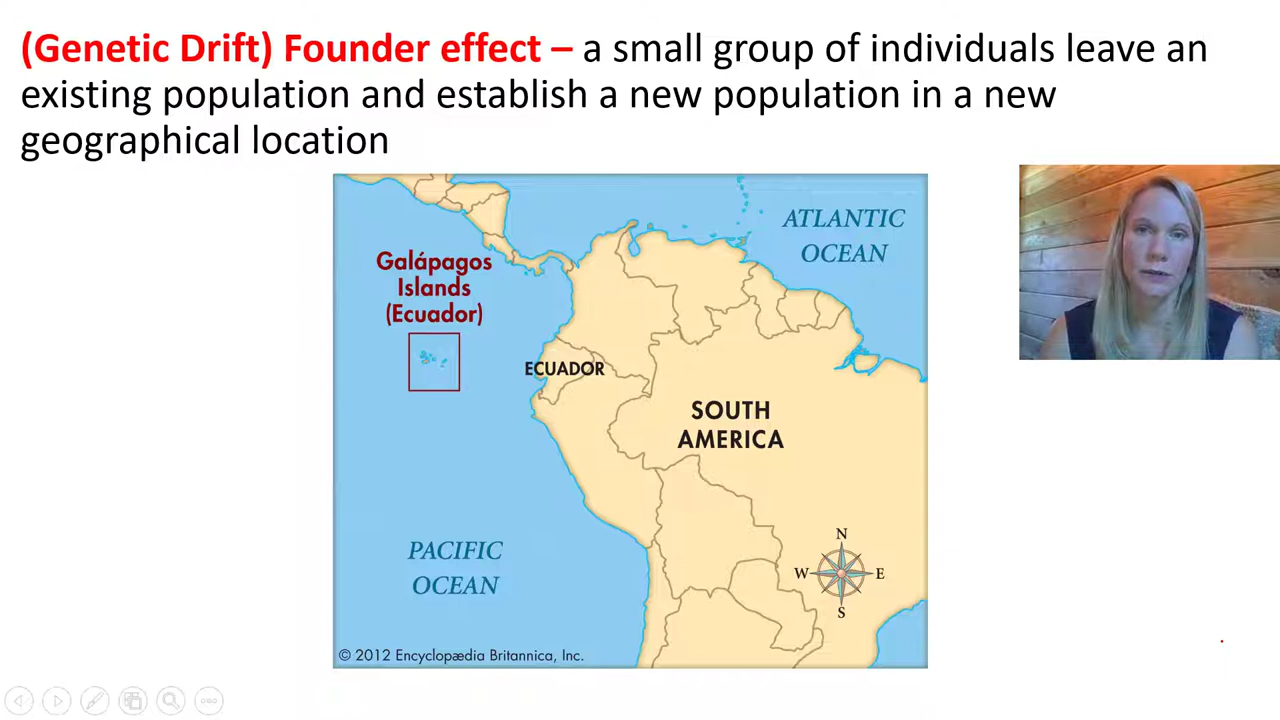 (Genetic Drift) Founder effect – a small group of individuals leave an
existing population and establish a new population in a new
geographical location
ATLANTIC
OCEAN
Galápagos
Islands
(Ecuador)
ECUADOR
SOUTH
AMERICA
PACIFIC
OCEAN
N
W
E
S
© 2012 Encyclopædia Britannica, Inc.